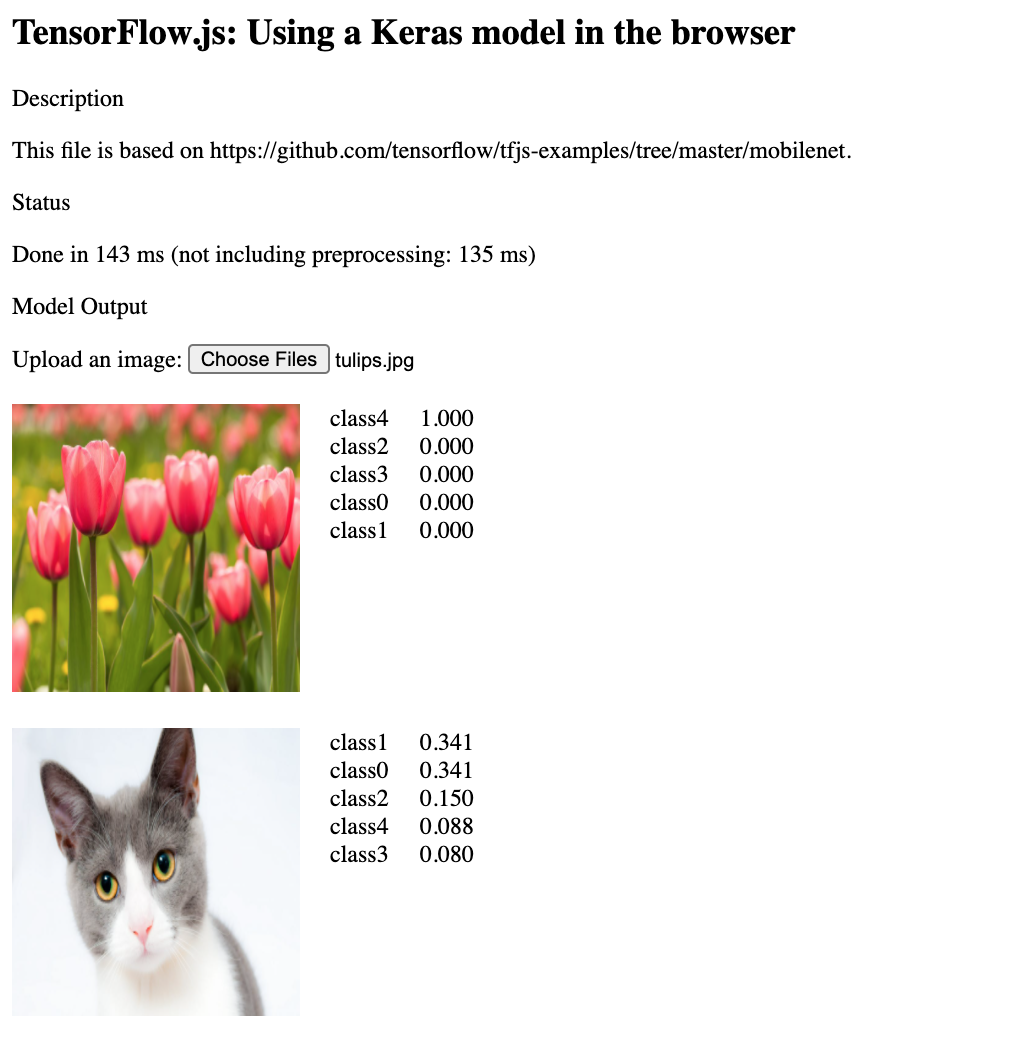 TensorFlow.js: Using a Keras model in the browser
Description
This file is based on https://github.com/tensorflow/tfjs-examples/tree/master/mobilenet.
Status
Done in 143 ms (not including preprocessing: 135 ms)
Model Output
Upload an image: Choose Files tulips.jpg
class4 1.000
class2 0.000
class3 0.000
class0 0.000
class1 0.000
class1 0.341
class0 0.341
class2 0.150
class4 0.088
class3 0.080